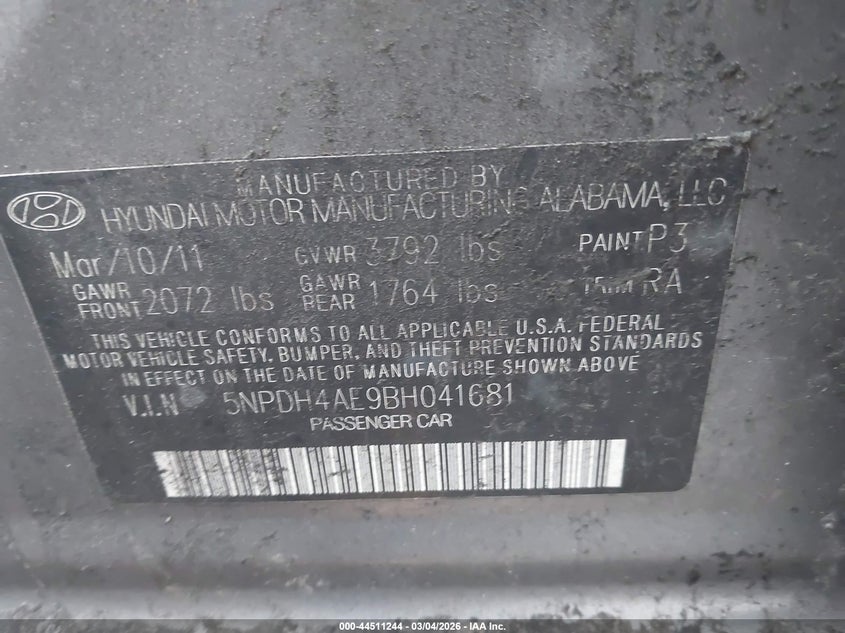 MANUFACTURED BY
HYUNDAI MOTOR MANUFACTURING ALABAMA, LLC
Mar/10/11 GVWR 3792 lbs PAINT P3
GAWR FRONT 2072 lbs GAWR REAR 1764 lbs TRIM RA
THIS VEHICLE CONFORMS TO ALL APPLICABLE U.S.A. FEDERAL
MOTOR VEHICLE SAFETY, BUMPER, AND THEFT PREVENTION STANDARDS
IN EFFECT ON THE DATE OF MANUFACTURE SHOWN ABOVE
V.I.N 5NPDH4AE9BH041681
PASSENGER CAR
000-44511244 | 03/04/2026 | IAA Inc.